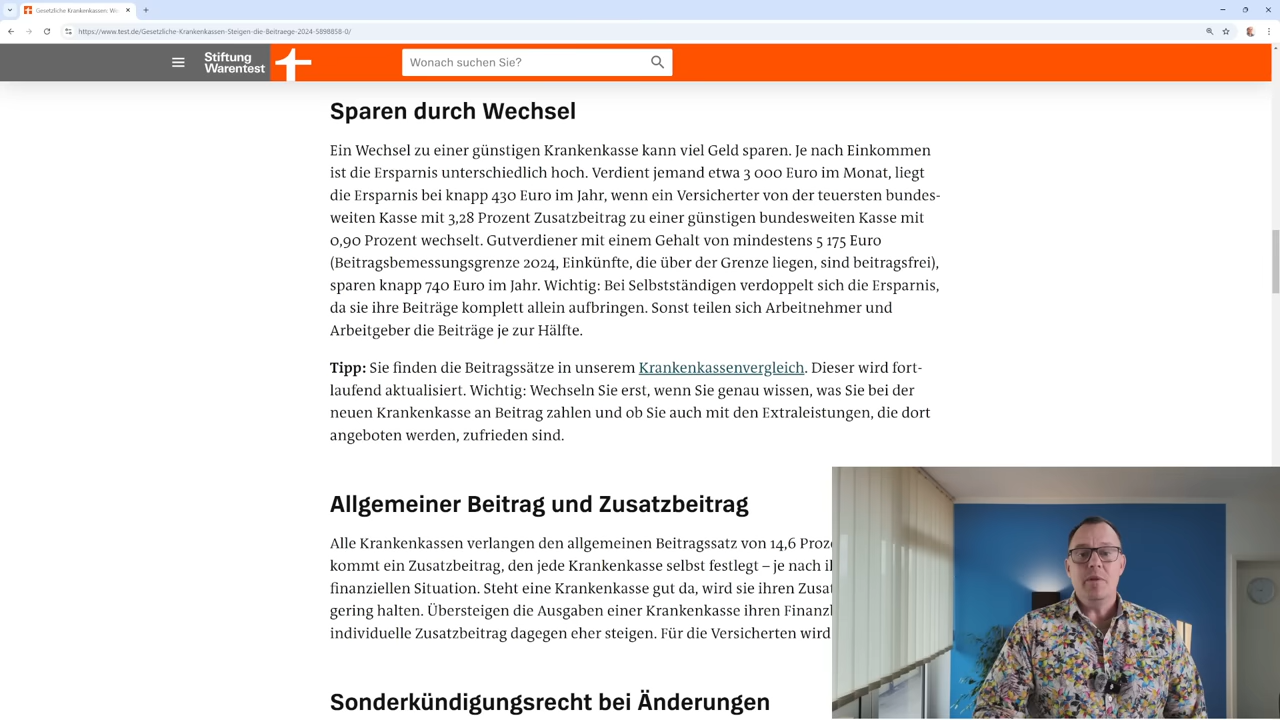 Gesetzliche Krankenkassen: We
https://www.test.de/Gesetzliche-Krankenkassen-Steigen-die-Beitraege-2024-5898858-0/
Stiftung
Warentest
Wonach suchen Sie?
Sparen durch Wechsel
Ein Wechsel zu einer günstigen Krankenkasse kann viel Geld sparen. Je nach Einkommen
ist die Ersparnis unterschiedlich hoch. Verdient jemand etwa 3 000 Euro im Monat, liegt
die Ersparnis bei knapp 430 Euro im Jahr, wenn ein Versicherter von der teuersten bundes-
weiten Kasse mit 3,28 Prozent Zusatzbeitrag zu einer günstigen bundesweiten Kasse mit
0,90 Prozent wechselt. Gutverdiener mit einem Gehalt von mindestens 5 175 Euro
(Beitragsbemessungsgrenze 2024, Einkünfte, die über der Grenze liegen, sind beitragsfrei),
sparen knapp 740 Euro im Jahr. Wichtig: Bei Selbstständigen verdoppelt sich die Ersparnis,
da sie ihre Beiträge komplett allein aufbringen. Sonst teilen sich Arbeitnehmer und
Arbeitgeber die Beiträge je zur Hälfte.
Tipp: Sie finden die Beitragssätze in unserem Krankenkassenvergleich. Dieser wird fort-
laufend aktualisiert. Wichtig: Wechseln Sie erst, wenn Sie genau wissen, was Sie bei der
neuen Krankenkasse an Beitrag zahlen und ob Sie auch mit den Extraleistungen, die dort
angeboten werden, zufrieden sind.
Allgemeiner Beitrag und Zusatzbeitrag
Alle Krankenkassen verlangen den allgemeinen Beitragssatz von 14,6 Proze
kommt ein Zusatzbeitrag, den jede Krankenkasse selbst festlegt – je nach ih
finanziellen Situation. Steht eine Krankenkasse gut da, wird sie ihren Zusat
gering halten. Übersteigen die Ausgaben einer Krankenkasse ihren Finanzb
individuelle Zusatzbeitrag dagegen eher steigen. Für die Versicherten wird
Sonderkündigungsrecht bei Änderungen